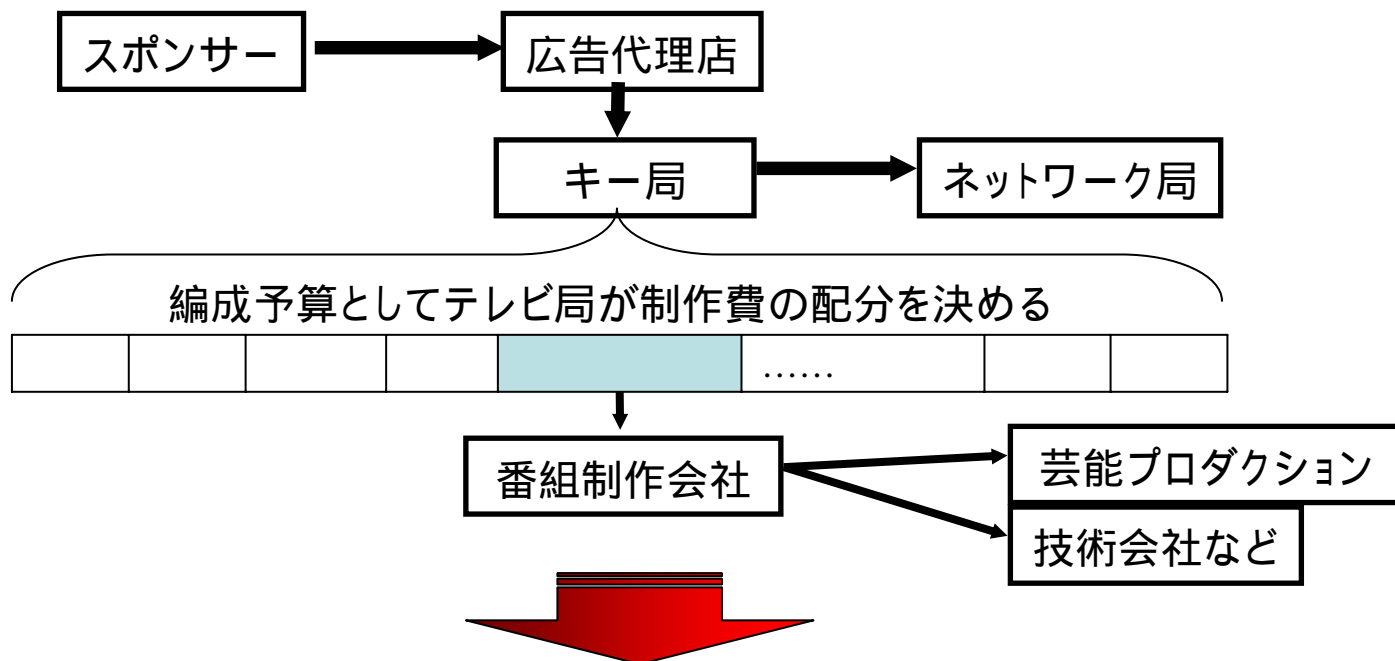 スポンサー
広告代理店
キー局
ネットワーク局
編成予算としてテレビ局が制作費の配分を決める
……
番組制作会社
芸能プロダクション
技術会社など